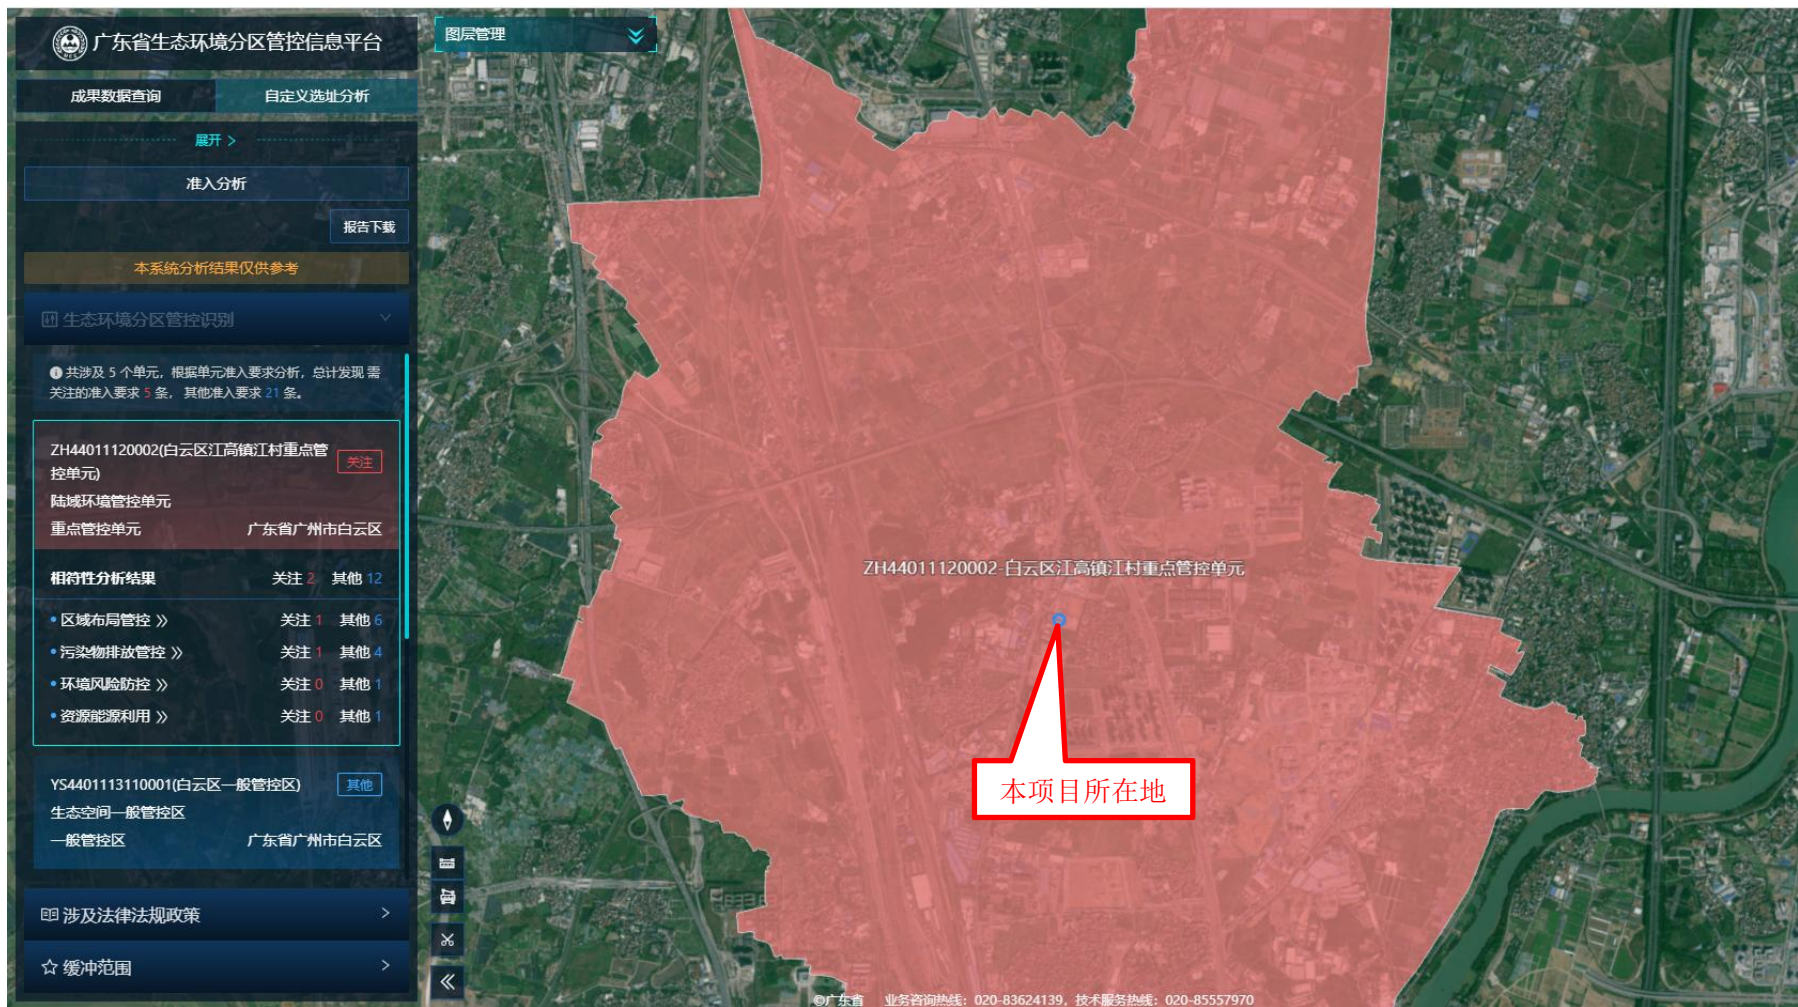 广东省生态环境分区管控信息平台
成果数据查询 自定义选址分析
展开 >
准入分析
报告下载
本系统分析结果仅供参考
生态环境分区管控识别
共涉及 5 个单元，根据单元准入要求分析，总计发现 需
关注的准入要求 5 条， 其他准入要求 21 条。
ZH44011120002(白云区江高镇江村重点管
控单元)
关注
陆域环境管控单元
重点管控单元 广东省广州市白云区
相符性分析结果 关注 2 其他 12
区域布局管控 关注 1 其他 6
污染物排放管控 关注 1 其他 4
环境风险防控 关注 0 其他 1
资源能源利用 关注 0 其他 1
YS4401113110001(白云区一般管控区) 其他
生态空间一般管控区
一般管控区 广东省广州市白云区
涉及法律法规政策
缓冲范围
图层管理
ZH44011120002-白云区江高镇江村重点管控单元
本项目所在地
©广东省 业务咨询热线：020-83624139，技术服务热线：020-85557970